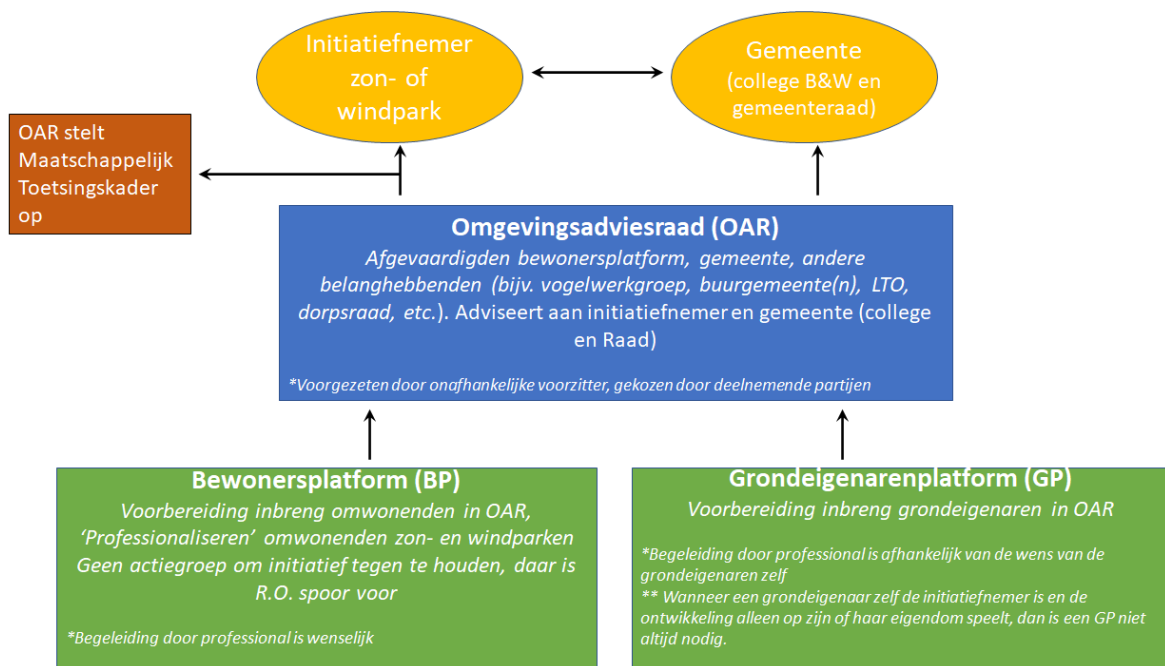 Initiatiefnemer
zon- of
windpark
Gemeente
(college B&W en
gemeenteraad)
OAR stelt
Maatschappelijk
Toetsingskader
op
Omgevingsadviesraad (OAR)
Afgevaardigden bewonersplatform, gemeente, andere
belanghebbenden (bijv. vogelwerkgroep, buurgemeente(n), LTO,
dorpsraad, etc.). Adviseert aan initiatiefnemer en gemeente (college
en Raad)
*Voorgezeten door onafhankelijke voorzitter, gekozen door deelnemende partijen
Bewonersplatform (BP)
Voorbereiding inbreng omwonenden in OAR,
‘Professionaliseren’ omwonenden zon- en windparken
Geen actiegroep om initiatief tegen te houden, daar is
R.O. spoor voor
*Begeleiding door professional is wenselijk
Grondeigenarenplatform (GP)
Voorbereiding inbreng grondeigenaren in OAR
*Begeleiding door professional is afhankelijk van de wens van de
grondeigenaren zelf
** Wanneer een grondeigenaar zelf de initiatiefnemer is en de
ontwikkeling alleen op zijn of haar eigendom speelt, dan is een GP niet
altijd nodig.